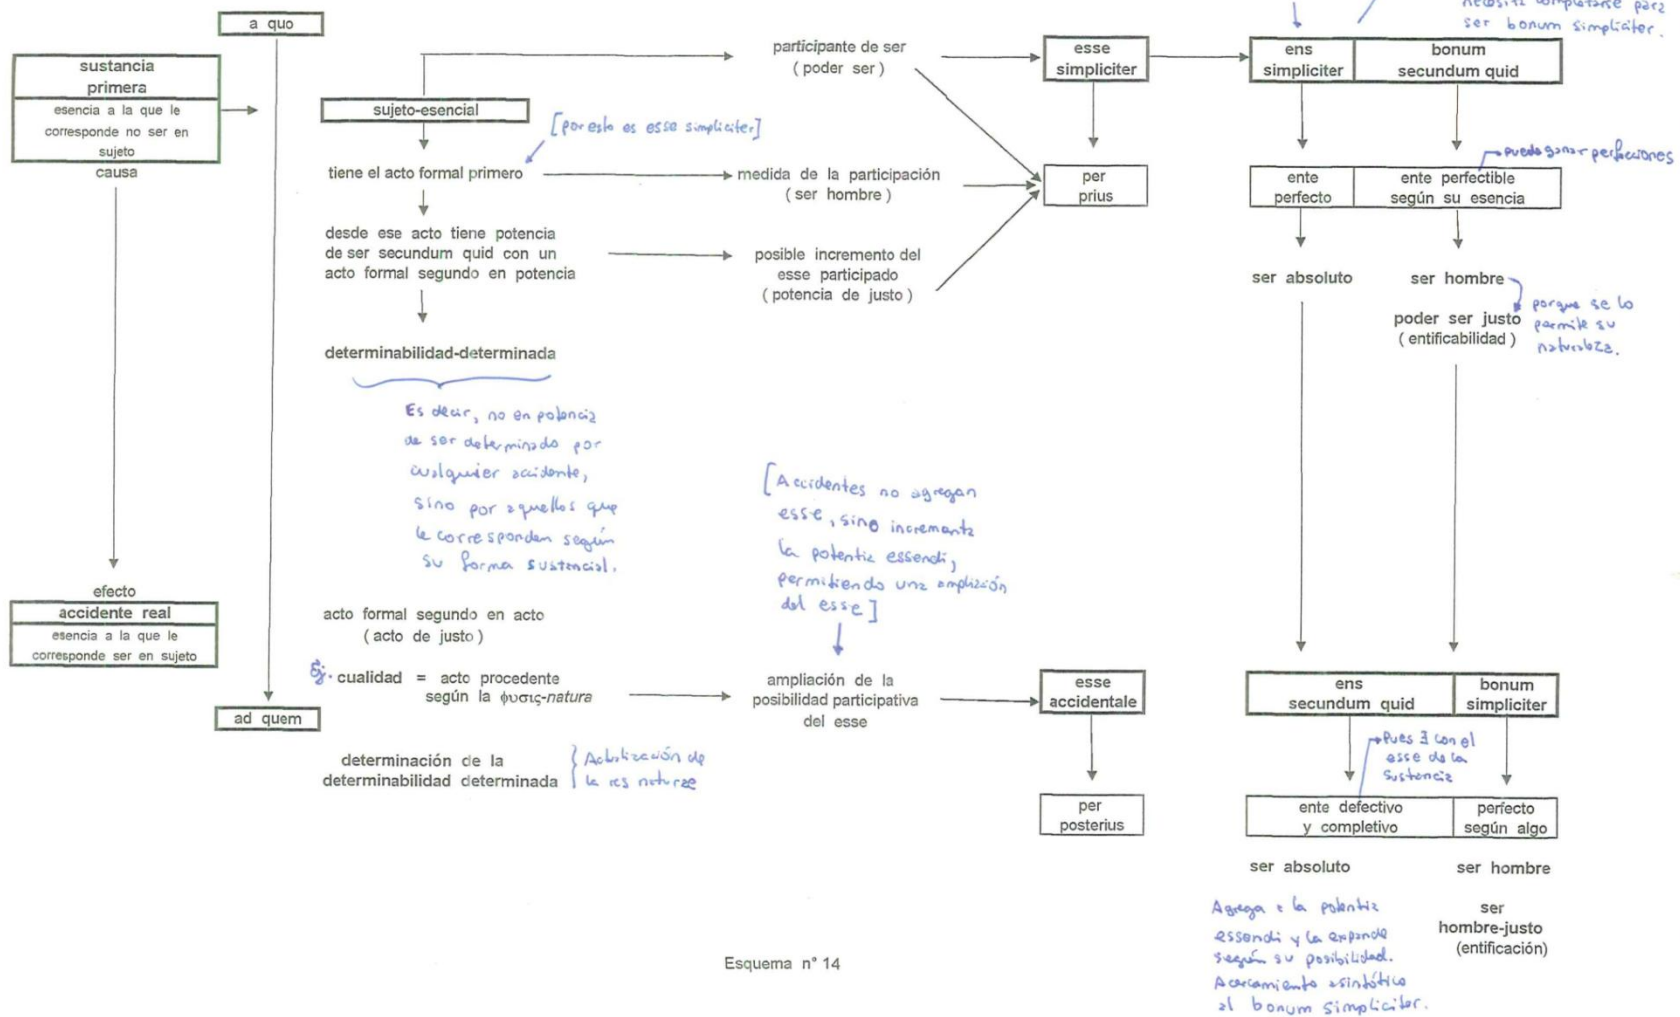 a quo
sustancia
primera
esencia a la que le
corresponde no ser en
sujeto
causa
efecto
accidente real
esencia a la que le
corresponde ser en sujeto
ad quem
sujeto-esencial
[por esto es esse simpliciter]
tiene el acto formal primero
desde ese acto tiene potencia
de ser secundum quid con un
acto formal segundo en potencia
determinabilidad-determinada
Es decir, no en potencia
de ser determinado por
cualquier accidente,
sino por aquellos que
le corresponden según
su forma sustancial.
acto formal segundo en acto
( acto de justo )
Ej. cualidad = acto procedente
según la φυσις-natura
determinación de la
determinabilidad determinada
Actualización de
la res naturae
participante de ser
( poder ser )
medida de la participación
( ser hombre )
posible incremento del
esse participado
( potencia de justo )
[Accidentes no agregan
esse, sino incrementa
la potentia essendi,
permitiendo una ampliación
del esse]
ampliación de la
posibilidad participativa
del esse
esse
simpliciter
per
prius
esse
accidentale
per
posterius
necesita completarse para
ser bonum simpliciter.
ens
simpliciter
bonum
secundum quid
puede ganar perfecciones
ente
perfecto
ente perfectible
según su esencia
ser absoluto
ser hombre
poder ser justo
( entificabilidad )
porque se lo
permite su
naturaleza.
ens
secundum quid
bonum
simpliciter
Pues ∃ con el
esse de la
sustancia
ente defectivo
y completivo
perfecto
según algo
ser absoluto
ser hombre
ser
hombre-justo
(entificación)
Agrega a la potentia
essendi y la expande
según su posibilidad.
Acercamiento asintótico
al bonum simpliciter.
Esquema n° 14